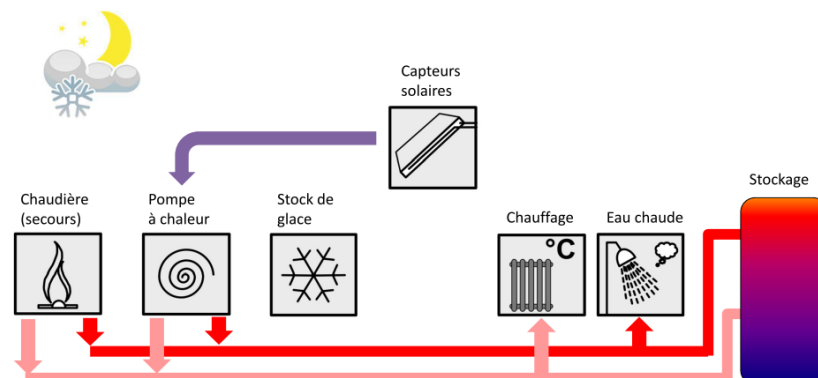 Capteurs
solaires
Stockage
Chaudière
(secours)
Pompe
à chaleur
Stock de
glace
Chauffage
Eau chaude
°C